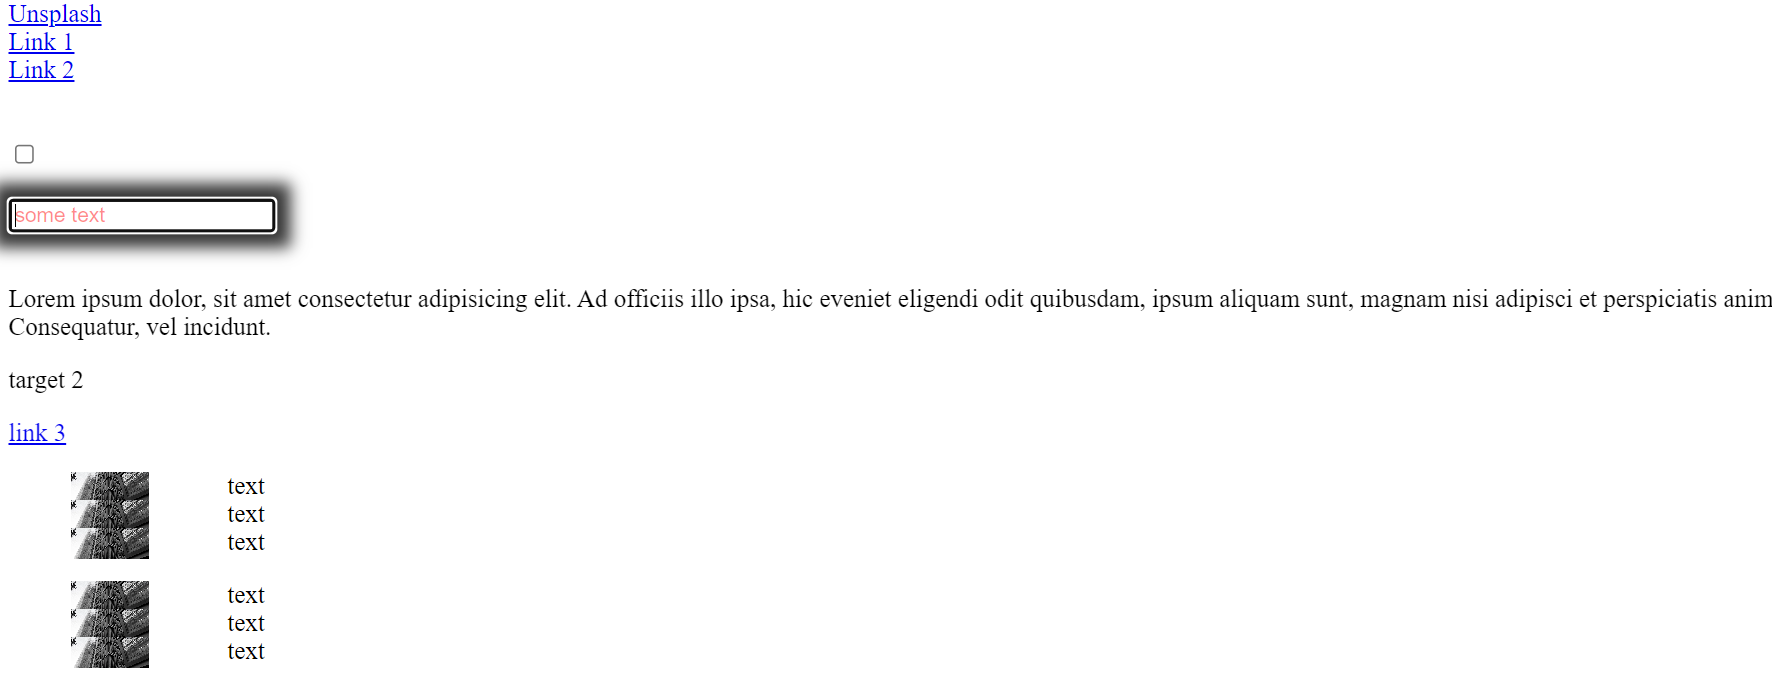 Unsplash
Link 1
Link 2
some text
Lorem ipsum dolor, sit amet consectetur adipisicing elit. Ad officiis illo ipsa, hic eveniet eligendi odit quibusdam, ipsum aliquam sunt, magnam nisi adipisci et perspiciatis anim
Consequatur, vel incidunt.
target 2
link 3
text
text
text
text
text
text